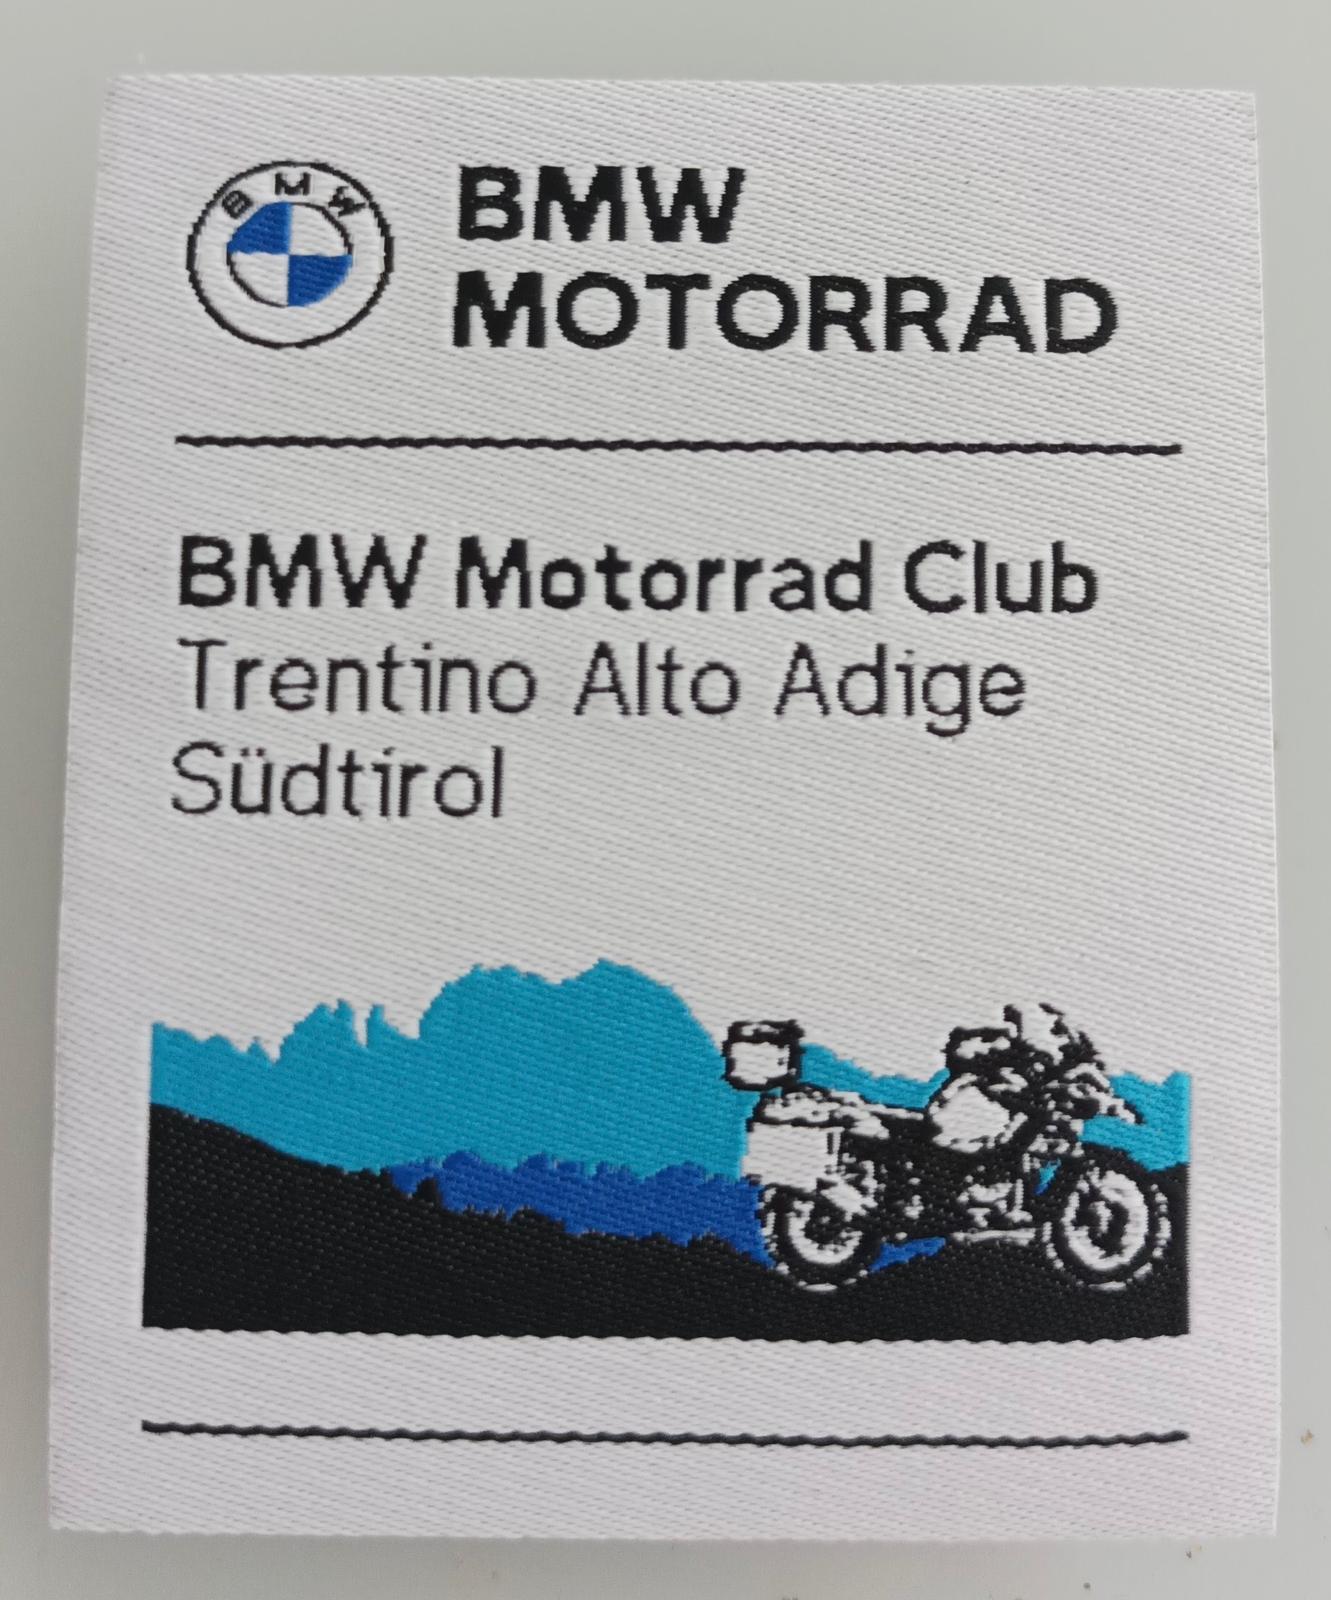 BMW
BMW
MOTORRAD
BMW Motorrad Club
Trentino Alto Adige
Südtirol